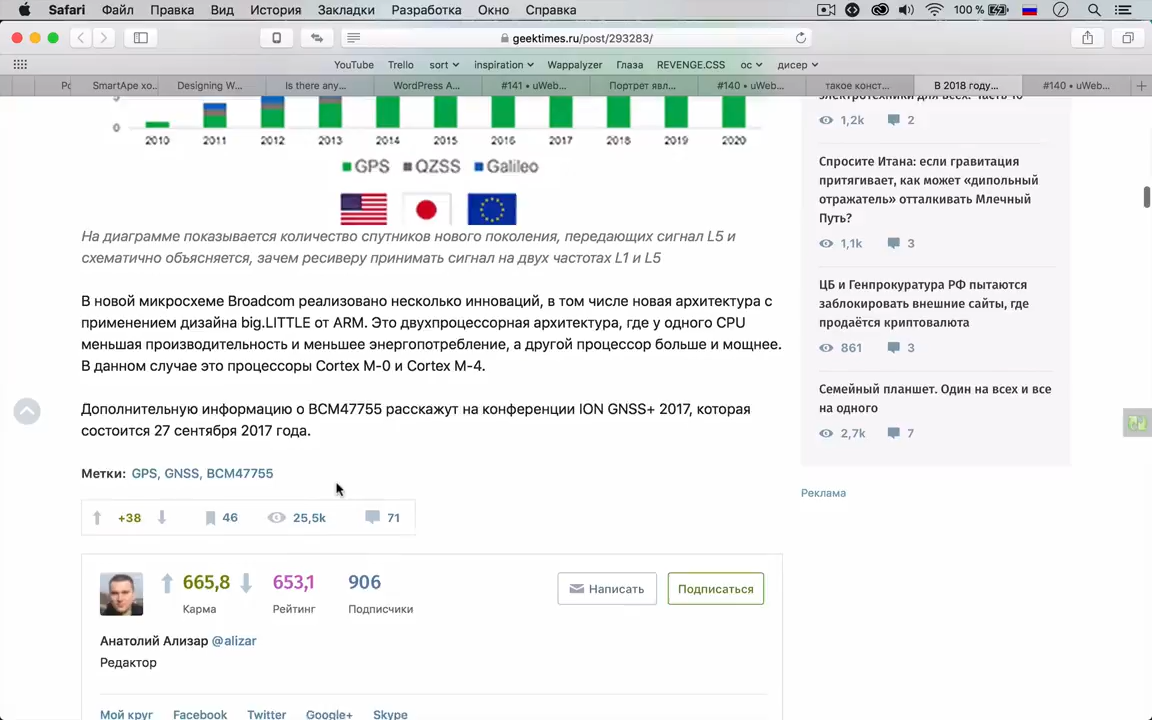 Safari Файл Правка Вид История Закладки Разработка Окно Справка 100 %
geektimes.ru/post/293283/
YouTube Trello sort inspiration Wappalyzer Глаза REVENGE.CSS ос дисер
Ро SmartApe хо... Designing W... Is there any... WordPress A... #141 • uWeb... Портрет явл... #140 • uWeb... такое конст... В 2018 году... #140 • uWeb...
0
2010 2011 2012 2013 2014 2015 2016 2017 2018 2019 2020
GPS QZSS Galileo
На диаграмме показывается количество спутников нового поколения, передающих сигнал L5 и
схематично объясняется, зачем ресиверу принимать сигнал на двух частотах L1 и L5
В новой микросхеме Broadcom реализовано несколько инноваций, в том числе новая архитектура с
применением дизайна big.LITTLE от ARM. Это двухпроцессорная архитектура, где у одного CPU
меньшая производительность и меньшее энергопотребление, а другой процессор больше и мощнее.
В данном случае это процессоры Cortex M-0 и Cortex M-4.
Дополнительную информацию о BCM47755 расскажут на конференции ION GNSS+ 2017, которая
состоится 27 сентября 2017 года.
Метки: GPS, GNSS, BCM47755
+38 46 25,5k 71
665,8 653,1 906
Карма Рейтинг Подписчики
Написать Подписаться
Анатолий Ализар @alizar
Редактор
Мой круг Facebook Twitter Google+ Skype
1,2k 2
Спросите Итана: если гравитация
притягивает, как может «дипольный
отражатель» отталкивать Млечный
Путь?
1,1k 3
ЦБ и Генпрокуратура РФ пытаются
заблокировать внешние сайты, где
продаётся криптовалюта
861 3
Семейный планшет. Один на всех и все
на одного
2,7k 7
Реклама